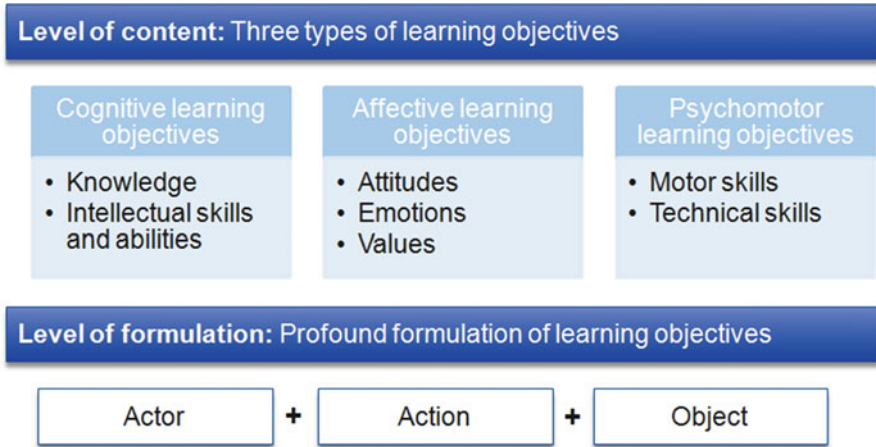 Level of content: Three types of learning objectives
Cognitive learning
objectives
• Knowledge
• Intellectual skills
and abilities
Affective learning
objectives
• Attitudes
• Emotions
• Values
Psychomotor
learning objectives
• Motor skills
• Technical skills
Level of formulation: Profound formulation of learning objectives
Actor + Action + Object